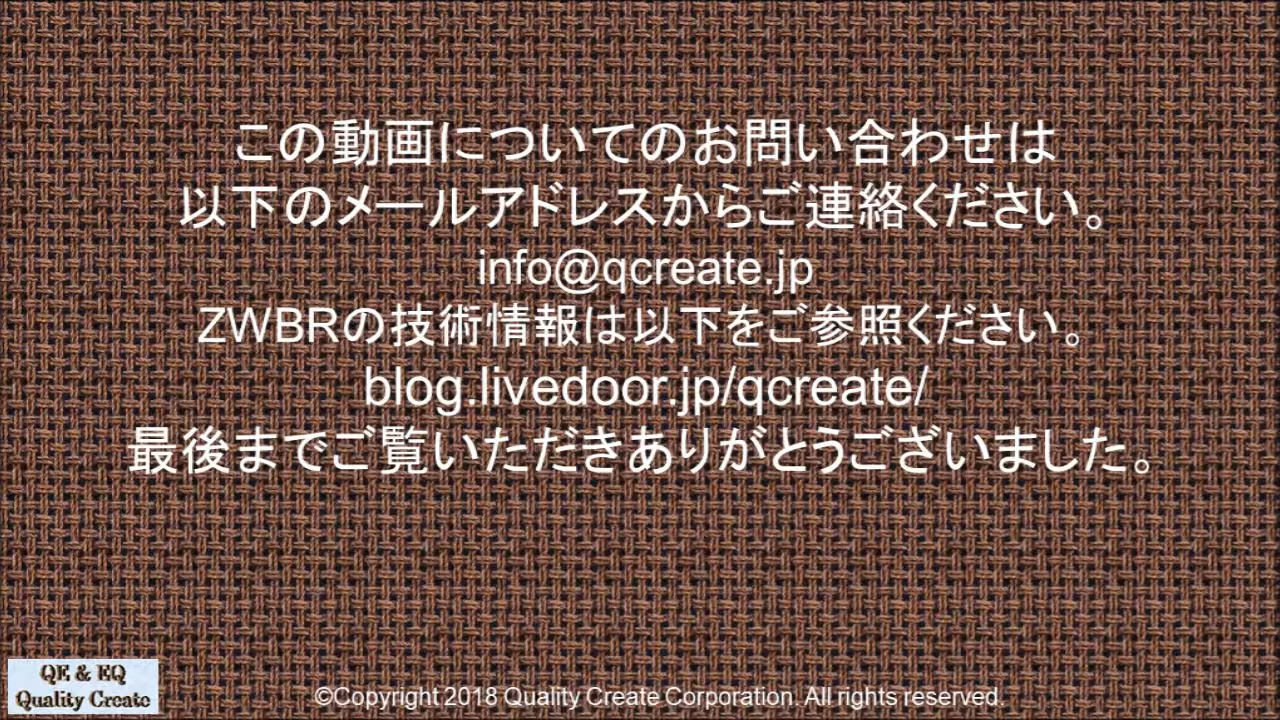 この動画についてのお問い合わせは
以下のメールアドレスからご連絡ください。
info@qcreate.jp
ZWBRの技術情報は以下をご参照ください。
blog.livedoor.jp/qcreate/
最後までご覧いただきありがとうございました。
QE & EQ
Quality Create
©Copyright 2018 Quality Create Corporation. All rights reserved.